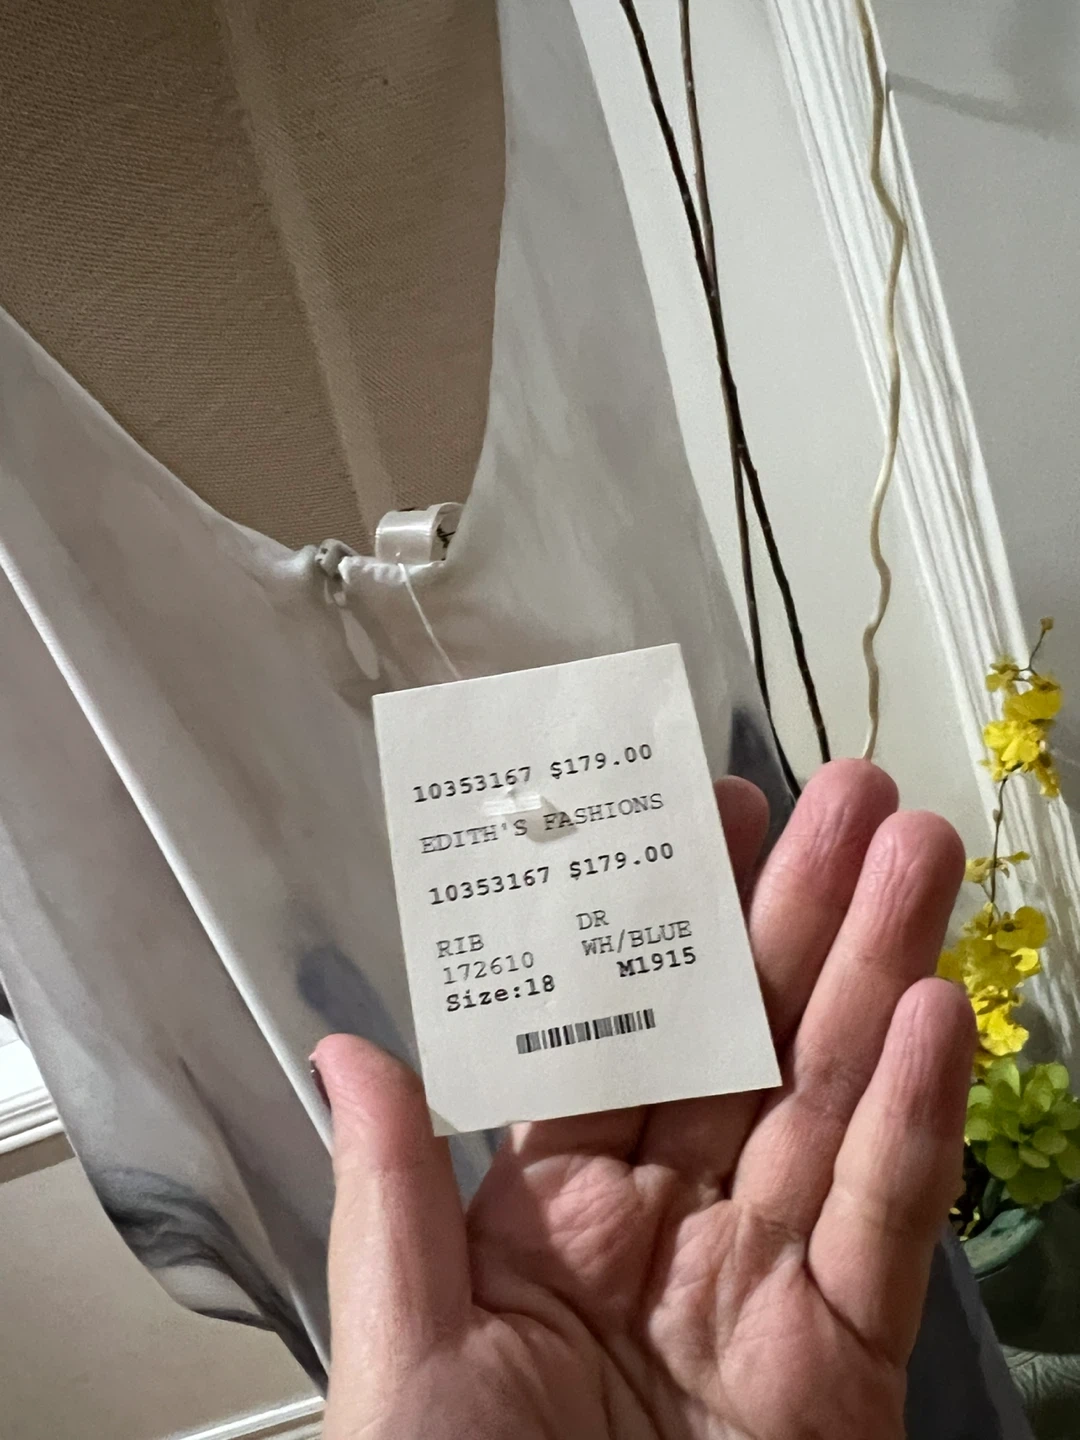 10353167 $179.00
EDITH'S FASHIONS
10353167 $179.00
RIB DR
172610 WH/BLUE
Size:18 M1915